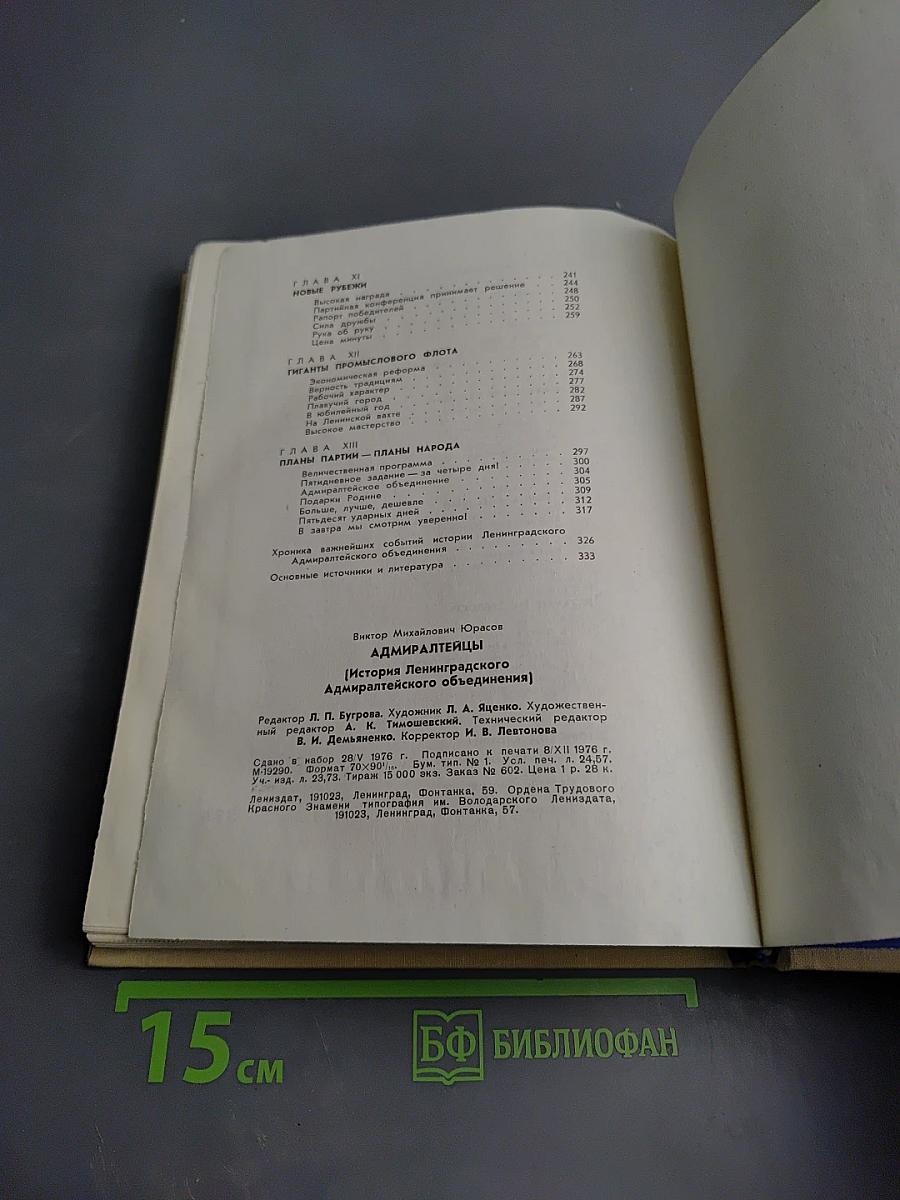 ГЛАВА XI
НОВЫЕ РУБЕЖИ
Высокая награда . . . . . . . . . . . 241
Партийная конференция принимает решение . . 244
Рапорт победителей . . . . . . . . . . 248
Сила дружбы . . . . . . . . . . . . 250
Рука об руку . . . . . . . . . . . . 252
Цена минуты . . . . . . . . . . . . 259
ГЛАВА XII
ГИГАНТЫ ПРОМЫСЛОВОГО ФЛОТА
Экономическая реформа . . . . . . . . . 263
Верность традициям . . . . . . . . . . 268
Рабочий характер . . . . . . . . . . . 274
Плавучий город . . . . . . . . . . . 277
В юбилейный год . . . . . . . . . . . 282
На Ленинской вахте . . . . . . . . . . 287
Высокое мастерство . . . . . . . . . . 292
ГЛАВА XIII
ПЛАНЫ ПАРТИИ — ПЛАНЫ НАРОДА
Величественная программа . . . . . . . . 297
Пятидневное задание — за четыре дня! . . . . 300
Адмиралтейское объединение . . . . . . . 304
Подарки Родине . . . . . . . . . . . 305
Больше, лучше, дешевле . . . . . . . . . 309
Пятьдесят ударных дней . . . . . . . . . 312
В завтра мы смотрим уверенно! . . . . . . 317
Хроника важнейших событий истории Ленинградского
Адмиралтейского объединения . . . . . . . 326
Основные источники и литература . . . . . . . 333
Виктор Михайлович Юрасов
АДМИРАЛТЕЙЦЫ
(История Ленинградского
Адмиралтейского объединения)
Редактор Л. П. Бугрова. Художник Л. А. Яценко. Художествен-
ный редактор А. К. Тимошевский. Технический редактор
В. И. Демьяненко. Корректор И. В. Левтонова
Сдано в набор 28/V 1976 г. Подписано к печати 8/XII 1976 г.
М-19290. Формат 70×90¹/₁₆. Бум. тип. № 1. Усл. печ. л. 24,57.
Уч.- изд. л. 23,73. Тираж 15 000 экз. Заказ № 602. Цена 1 р. 28 к.
Лениздат, 191023, Ленинград, Фонтанка, 59. Ордена Трудового
Красного Знамени типография им. Володарского Лениздата,
191023, Ленинград, Фонтанка, 57.
15 см
БФ БИБЛИОФАН